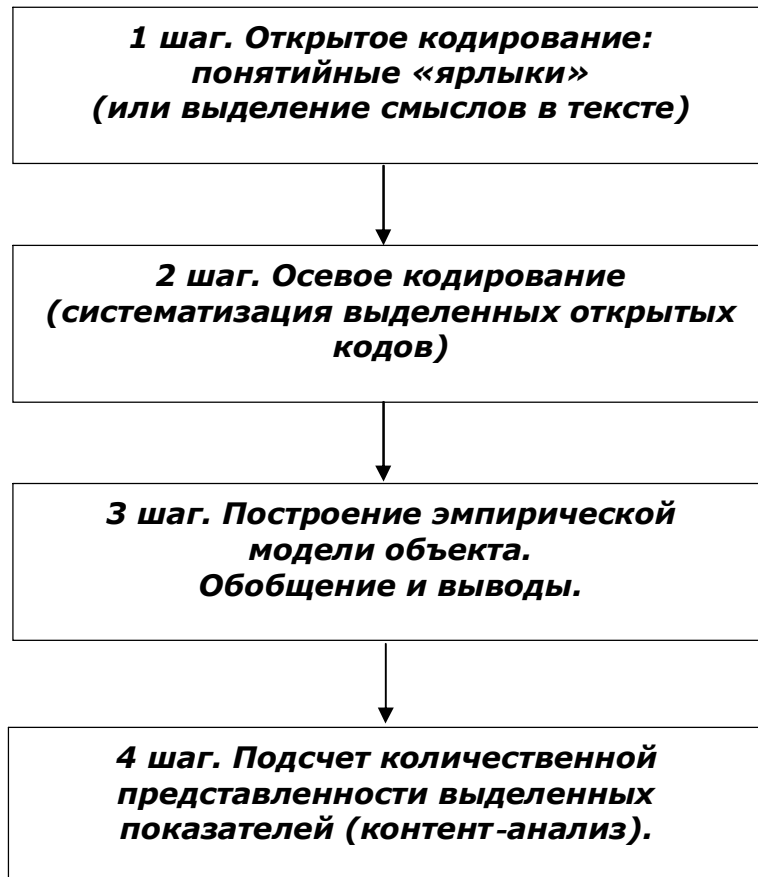 1 шаг. Открытое кодирование:
понятийные «ярлыки»
(или выделение смыслов в тексте)
2 шаг. Осевое кодирование
(систематизация выделенных открытых
кодов)
3 шаг. Построение эмпирической
модели объекта.
Обобщение и выводы.
4 шаг. Подсчет количественной
представленности выделенных
показателей (контент-анализ).